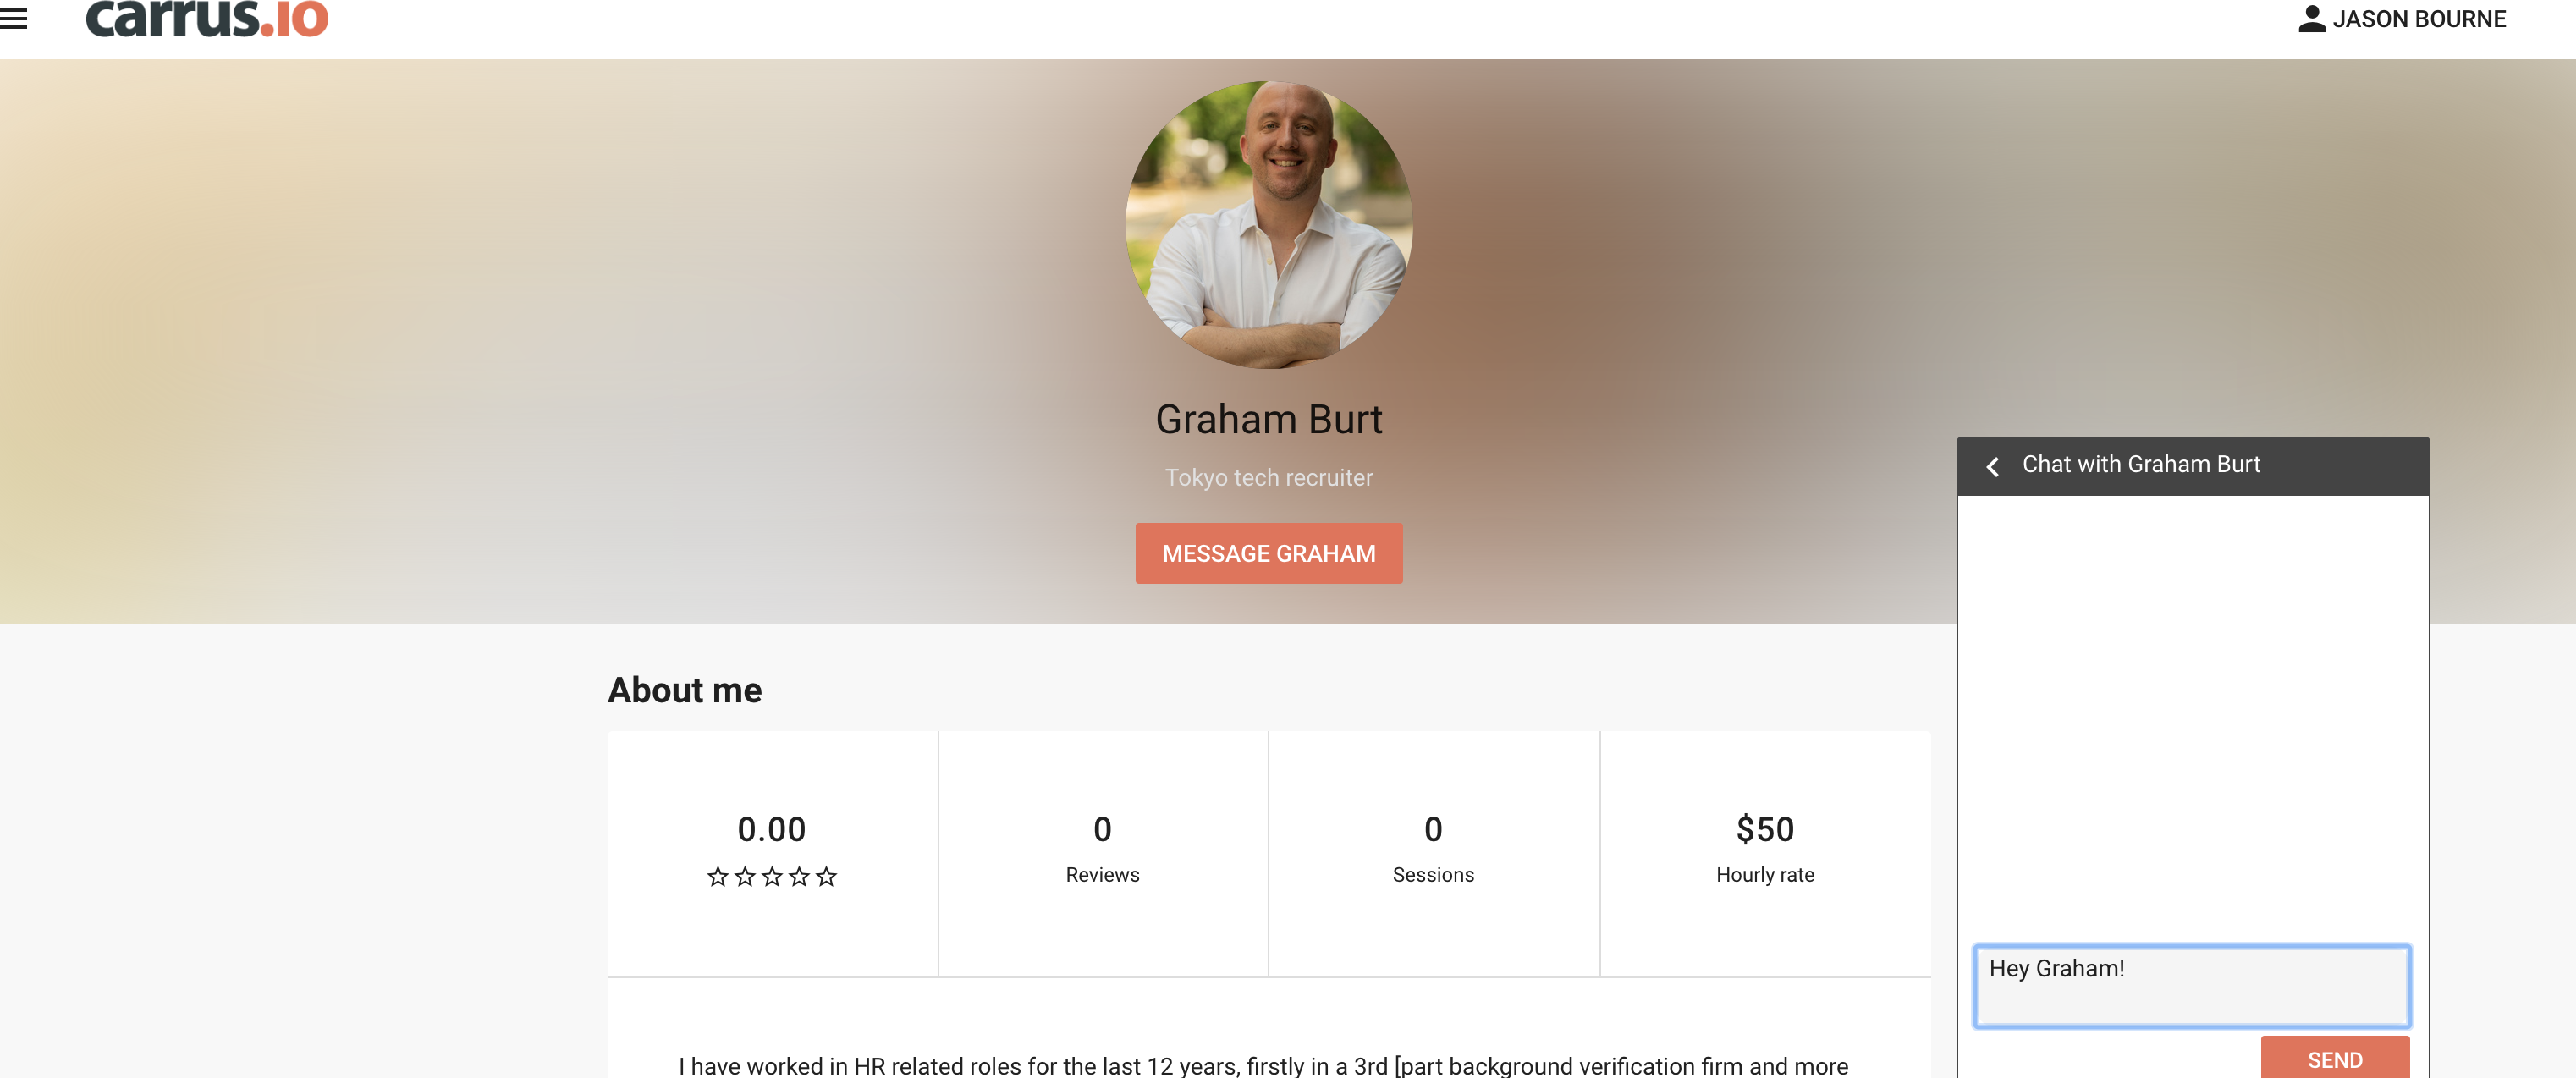 carrus.io
JASON BOURNE
Graham Burt
Tokyo tech recruiter
MESSAGE GRAHAM
Chat with Graham Burt
Hey Graham!
SEND
About me
0.00
0
Reviews
0
Sessions
$50
Hourly rate
I have worked in HR related roles for the last 12 years, firstly in a 3rd [part background verification firm and more